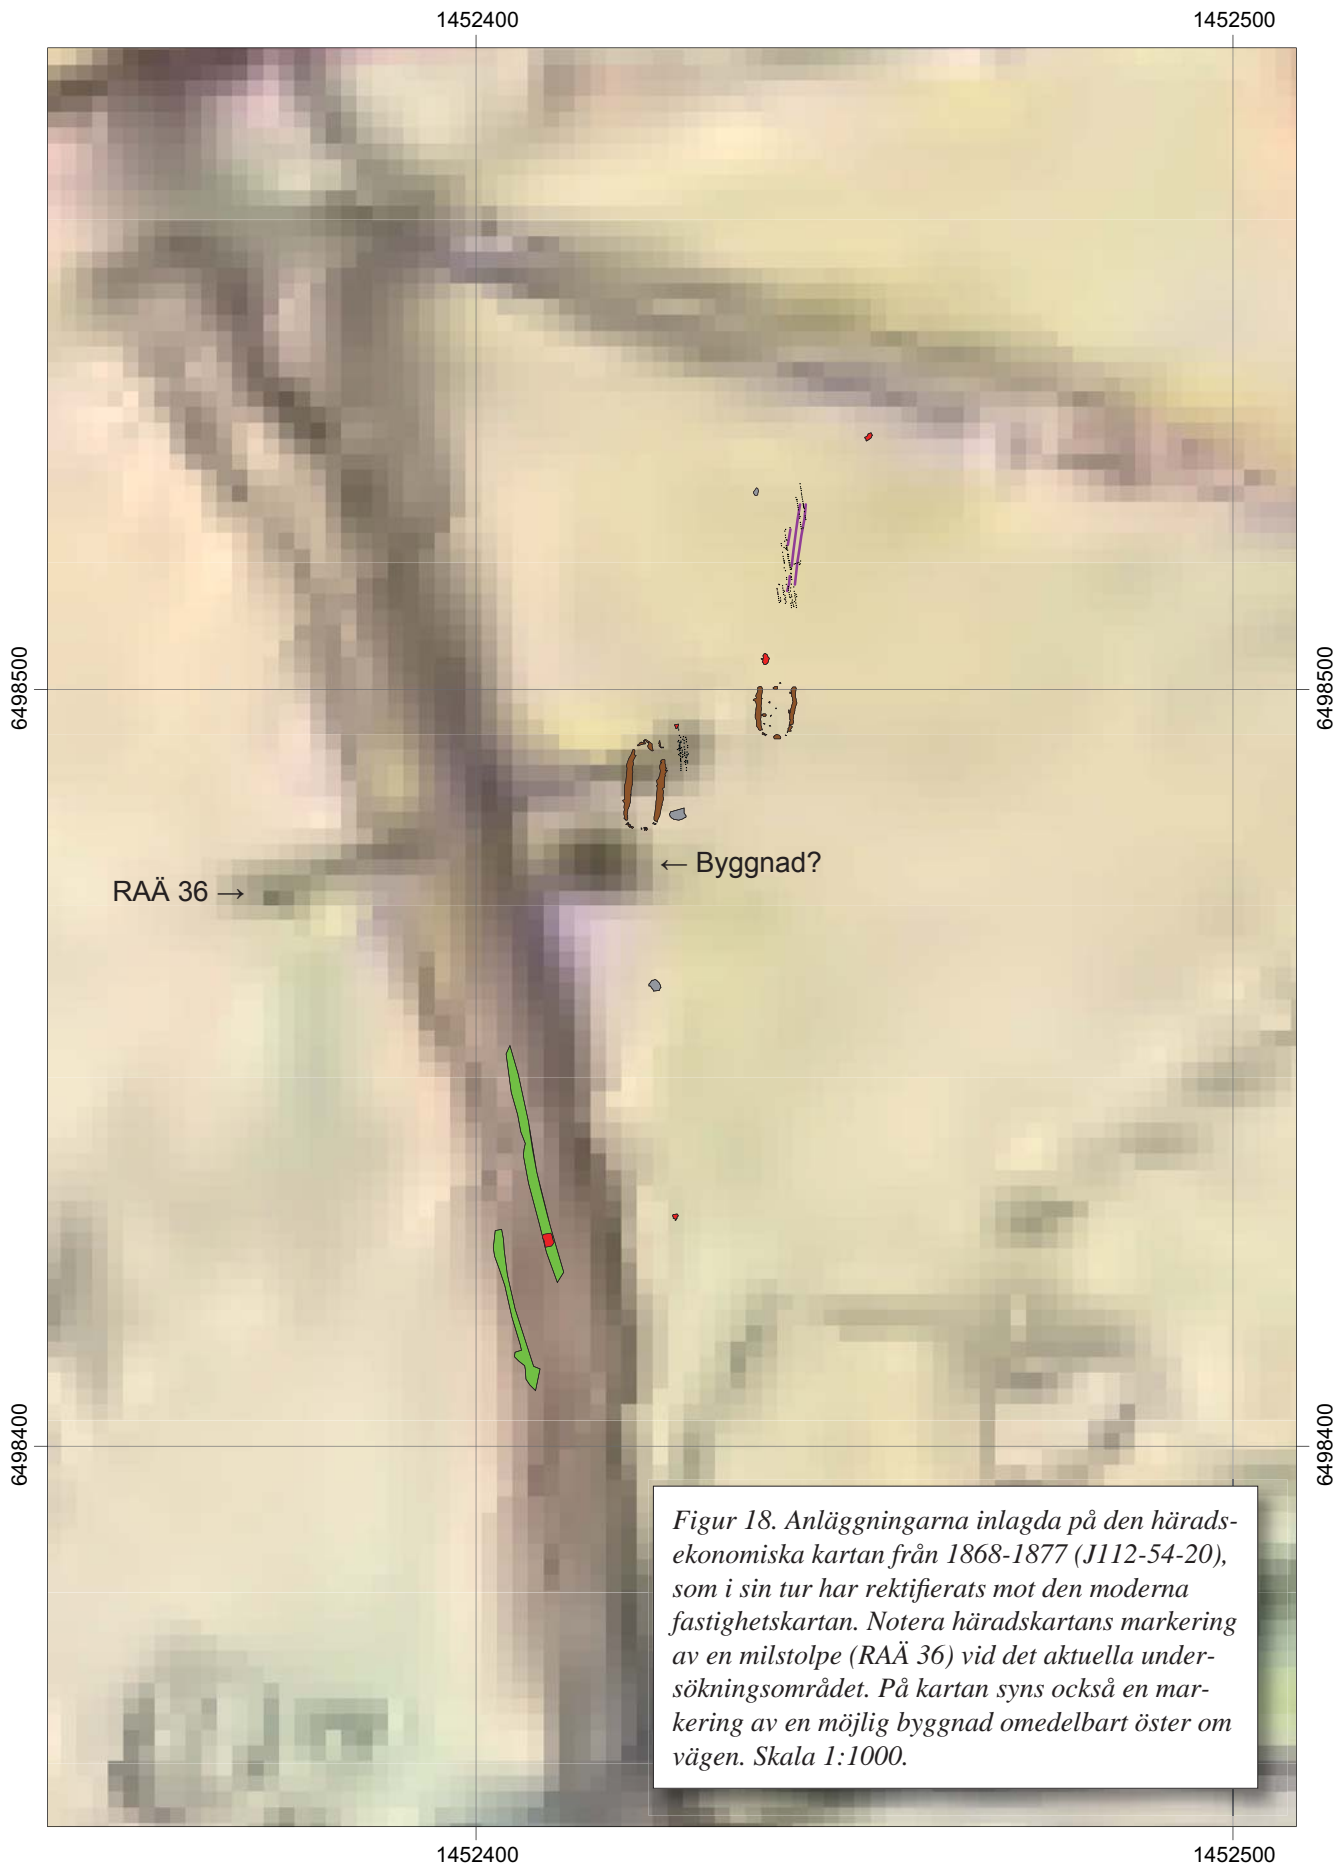 1452400
1452500
6498500
6498500
← Byggnad?
RAÄ 36 →
6498400
6498400
Figur 18. Anläggningarna inlagda på den härads-
ekonomiska kartan från 1868-1877 (J112-54-20),
som i sin tur har rektifierats mot den moderna
fastighetskartan. Notera häradskartans markering
av en milstolpe (RAÄ 36) vid det aktuella under-
sökningsområdet. På kartan syns också en mar-
kering av en möjlig byggnad omedelbart öster om
vägen. Skala 1:1000.
1452400
1452500